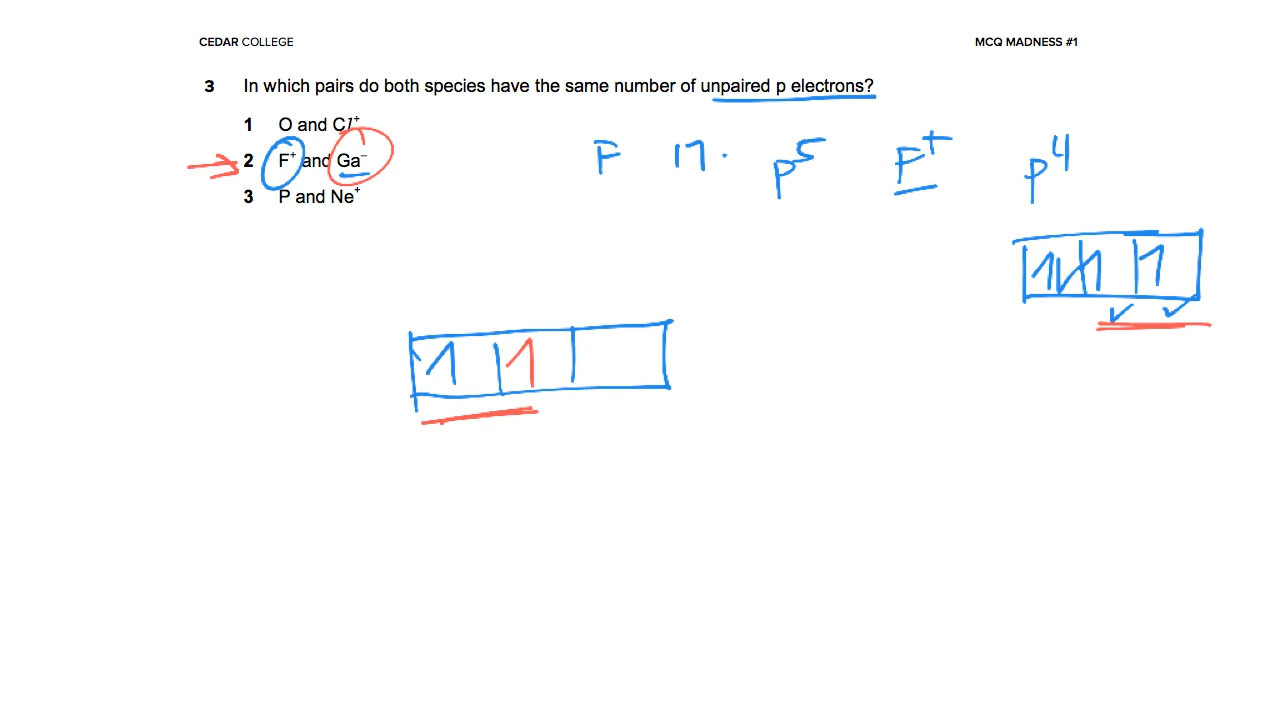 CEDAR COLLEGE MCQ MADNESS #1
3 In which pairs do both species have the same number of unpaired p electrons?
1 O and Cl⁺
2 F⁺ and Ga⁻
3 P and Ne⁺
F 17. p⁵ F⁺ p⁴